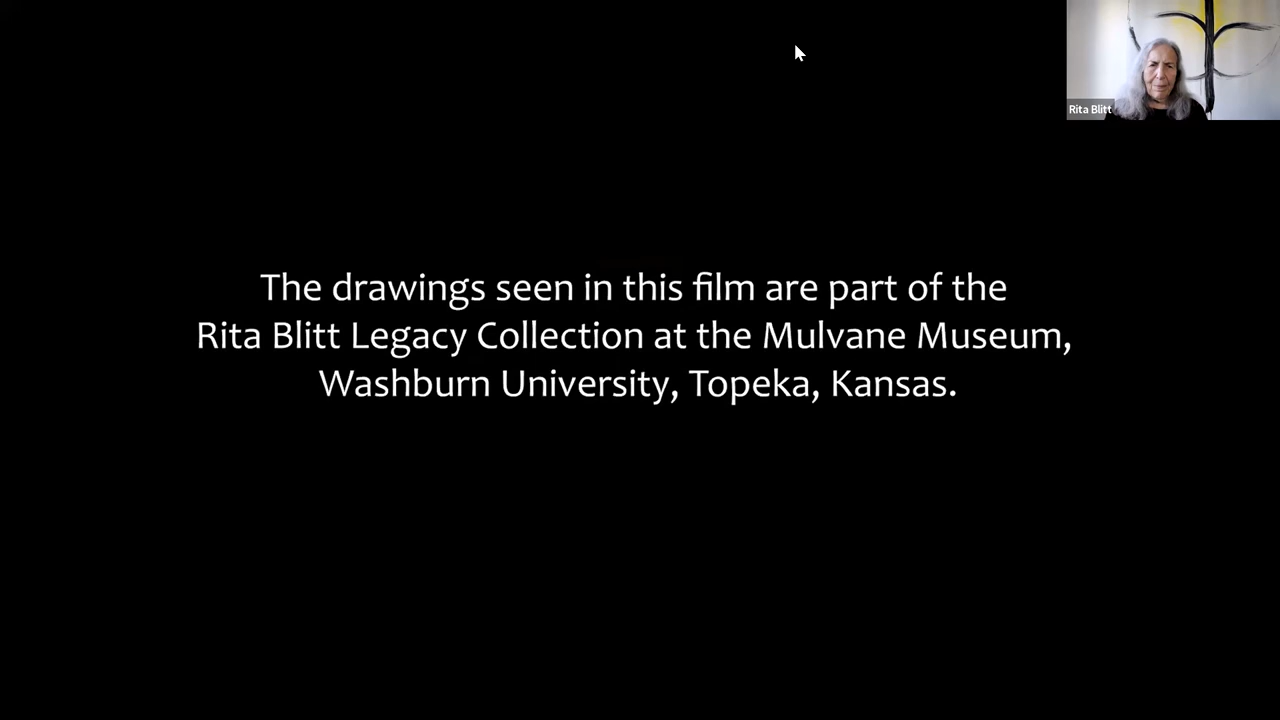 Rita Blitt
The drawings seen in this film are part of the
Rita Blitt Legacy Collection at the Mulvane Museum,
Washburn University, Topeka, Kansas.